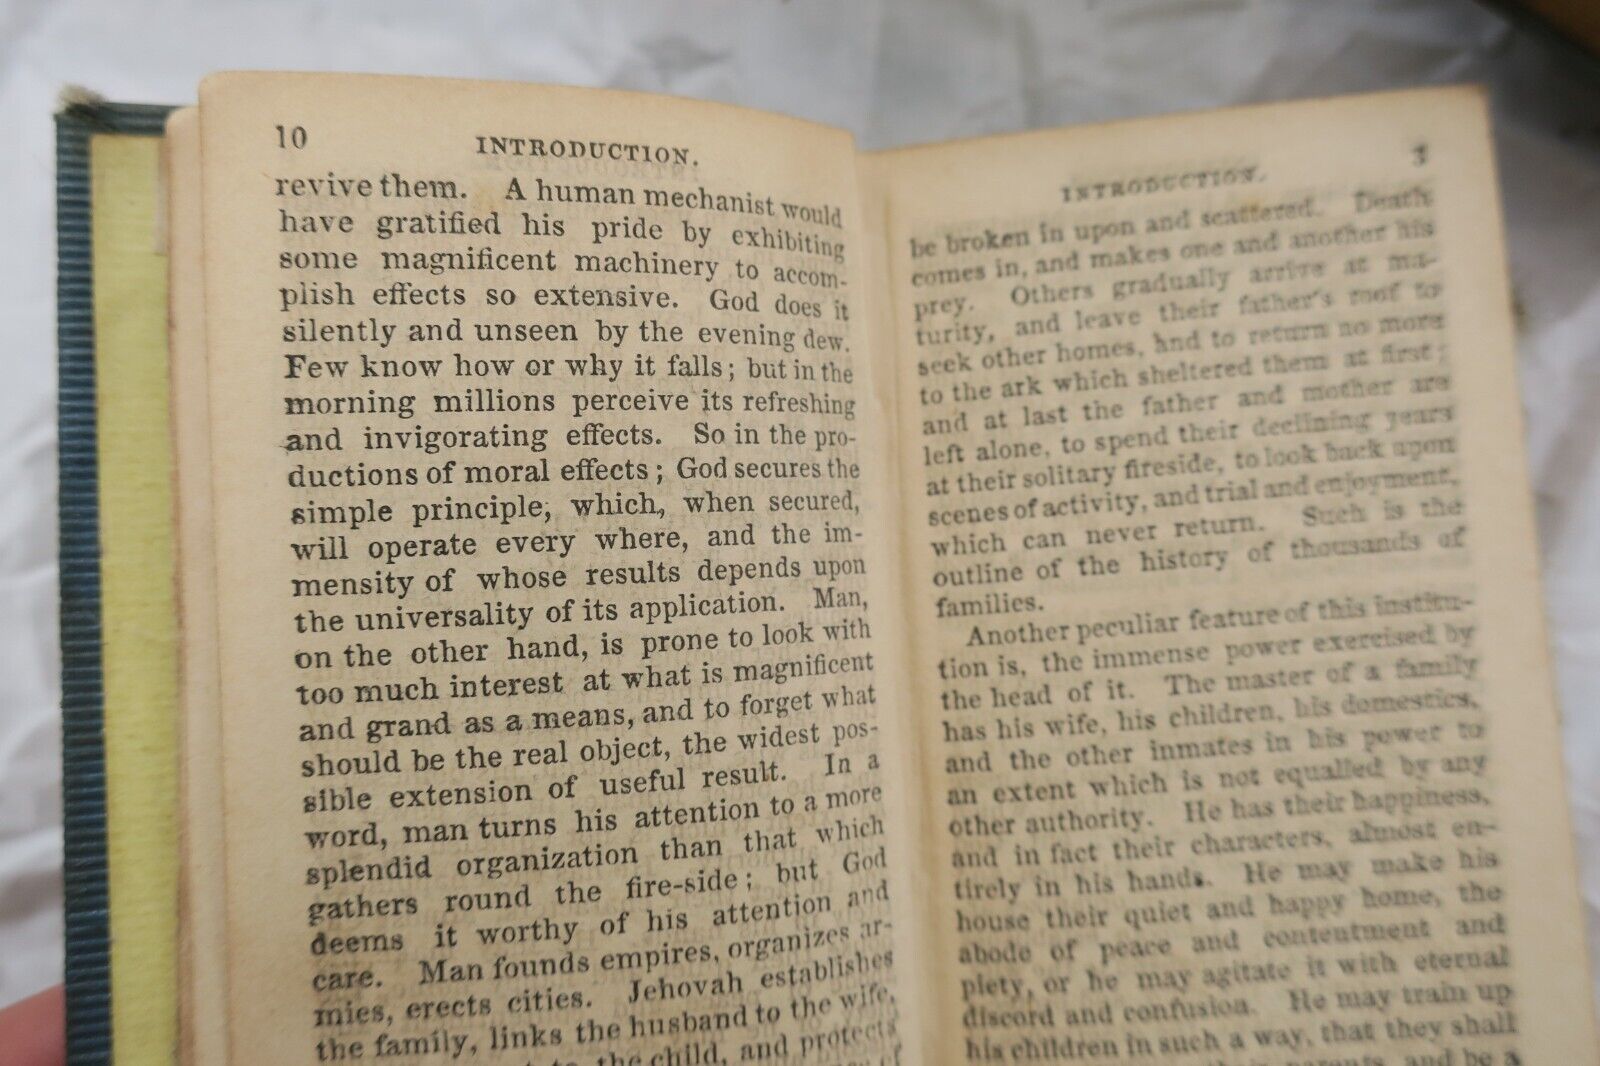 10
INTRODUCTION.
revive them. A human mechanist would
have gratified his pride by exhibiting
some magnificent machinery to accom-
plish effects so extensive. God does it
silently and unseen by the evening dew.
Few know how or why it falls; but in the
morning millions perceive its refreshing
and invigorating effects. So in the pro-
ductions of moral effects; God secures the
simple principle, which, when secured,
will operate every where, and the im-
mensity of whose results depends upon
the universality of its application. Man,
on the other hand, is prone to look with
too much interest at what is magnificent
and grand as a means, and to forget what
should be the real object, the widest pos-
sible extension of useful result. In a
word, man turns his attention to a more
splendid organization than that which
gathers round the fire-side; but God
deems it worthy of his attention and
care. Man founds empires, organizes ar-
mies, erects cities. Jehovah establishes
the family, links the husband to the wife,
to the child, and protects
INTRODUCTION.
be broken in upon and scattered. Death
comes in, and makes one and another his
prey. Others gradually arrive at ma-
turity, and leave their father's roof to
seek other homes, and to return no more
to the ark which sheltered them at first;
and at last the father and mother are
left alone, to spend their declining years
at their solitary fireside, to look back upon
scenes of activity, and trial and enjoyment,
which can never return. Such is the
outline of the history of thousands of
families.
Another peculiar feature of this institu-
tion is, the immense power exercised by
the head of it. The master of a family
has his wife, his children, his domestics,
and the other inmates in his power to
an extent which is not equalled by any
other authority. He has their happiness,
and in fact their characters, almost en-
tirely in his hands. He may make his
house their quiet and happy home, the
abode of peace and contentment and
piety, or he may agitate it with eternal
discord and confusion. He may train up
his children in such a way, that they shall
their parents, and be a